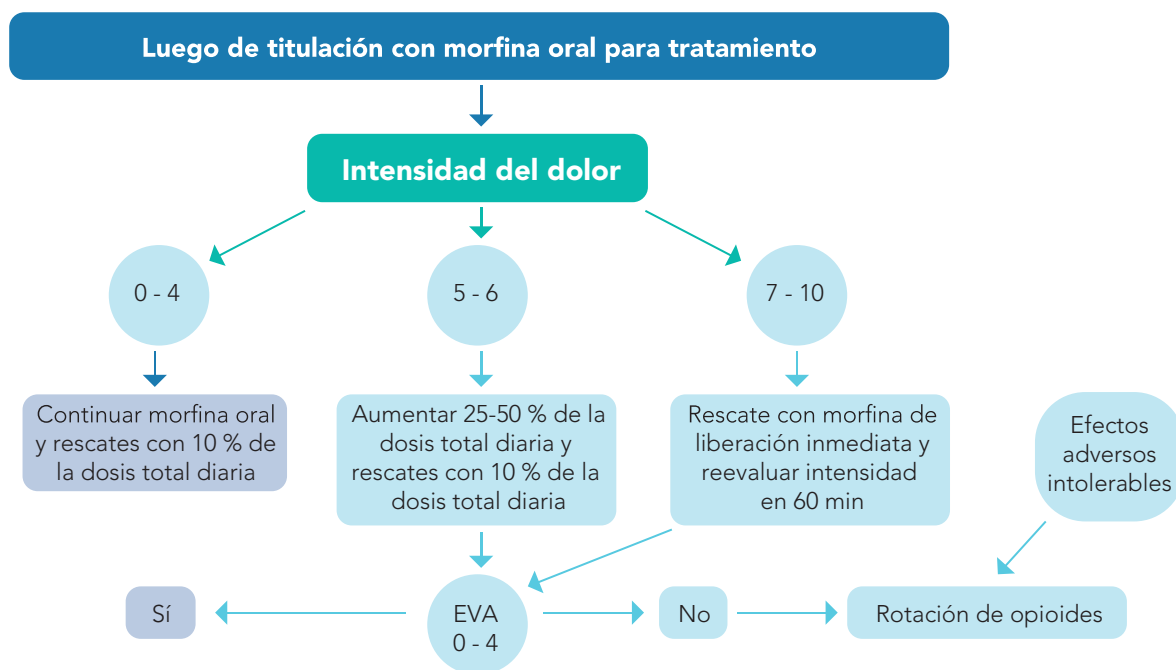 Luego de titulación con morfina oral para tratamiento
Intensidad del dolor
0 - 4
5 - 6
7 - 10
Continuar morfina oral
y rescates con 10 % de
la dosis total diaria
Aumentar 25-50 % de la
dosis total diaria y
rescates con 10 % de la
dosis total diaria
Rescate con morfina de
liberación inmediata y
reevaluar intensidad
en 60 min
Efectos
adversos
intolerables
Sí
EVA
0 - 4
No
Rotación de opioides